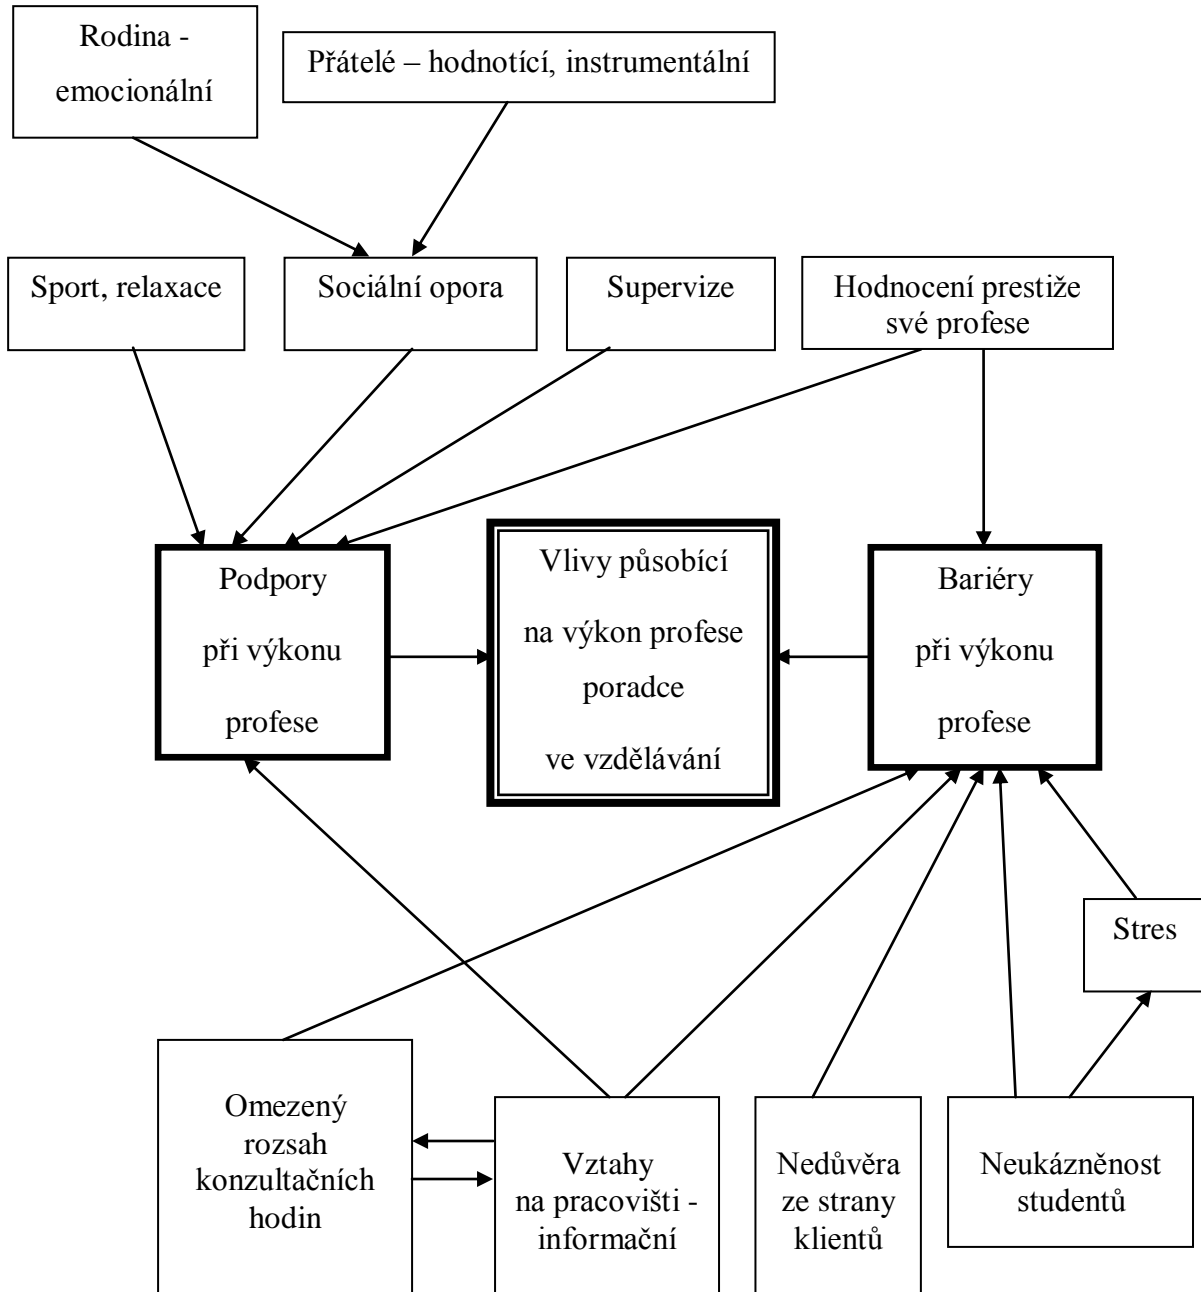 Rodina -
emocionální
Přátelé – hodnotící, instrumentální
Sport, relaxace
Sociální opora
Supervize
Hodnocení prestiže
své profese
Podpory
při výkonu
profese
Vlivy působící
na výkon profese
poradce
ve vzdělávání
Bariéry
při výkonu
profese
Stres
Omezený
rozsah
konzultačních
hodin
Vztahy
na pracovišti -
informační
Nedůvěra
ze strany
klientů
Neukázněnost
studentů